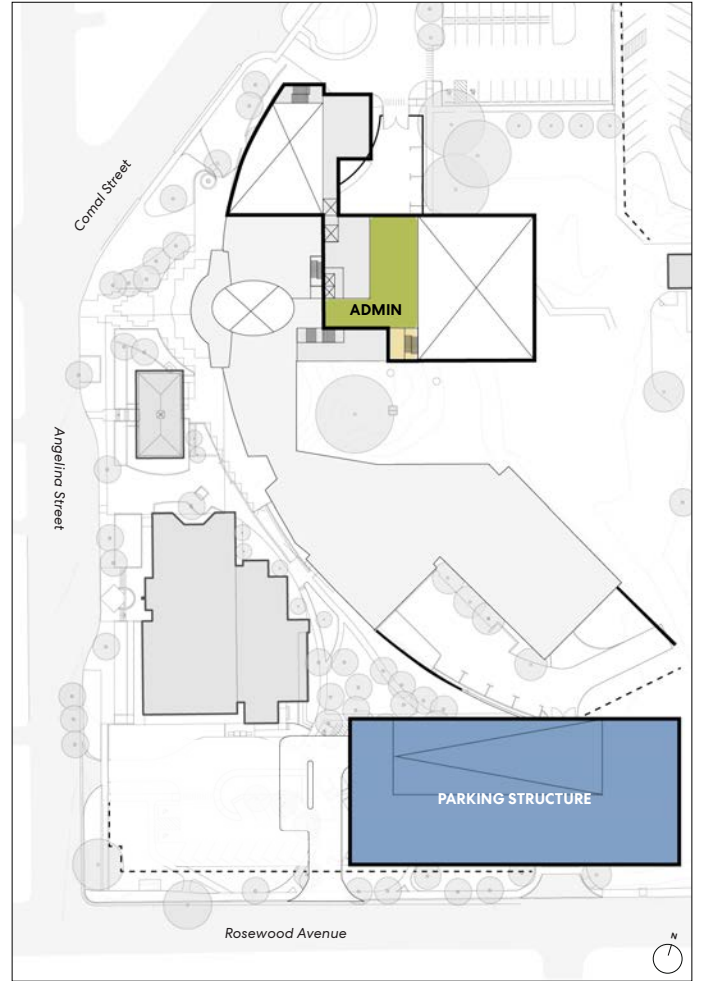 Comal Street
ADMIN
Angelina Street
PARKING STRUCTURE
Rosewood Avenue
N